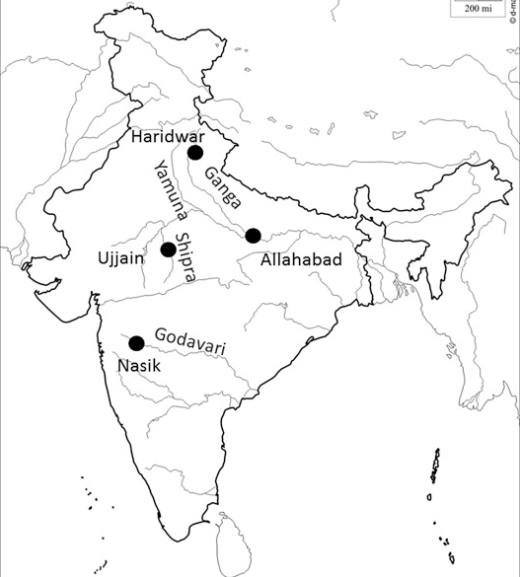 200 mi
Haridwar
Yamuna
Ganga
Ujjain
Shipra
Allahabad
Godavari
Nasik